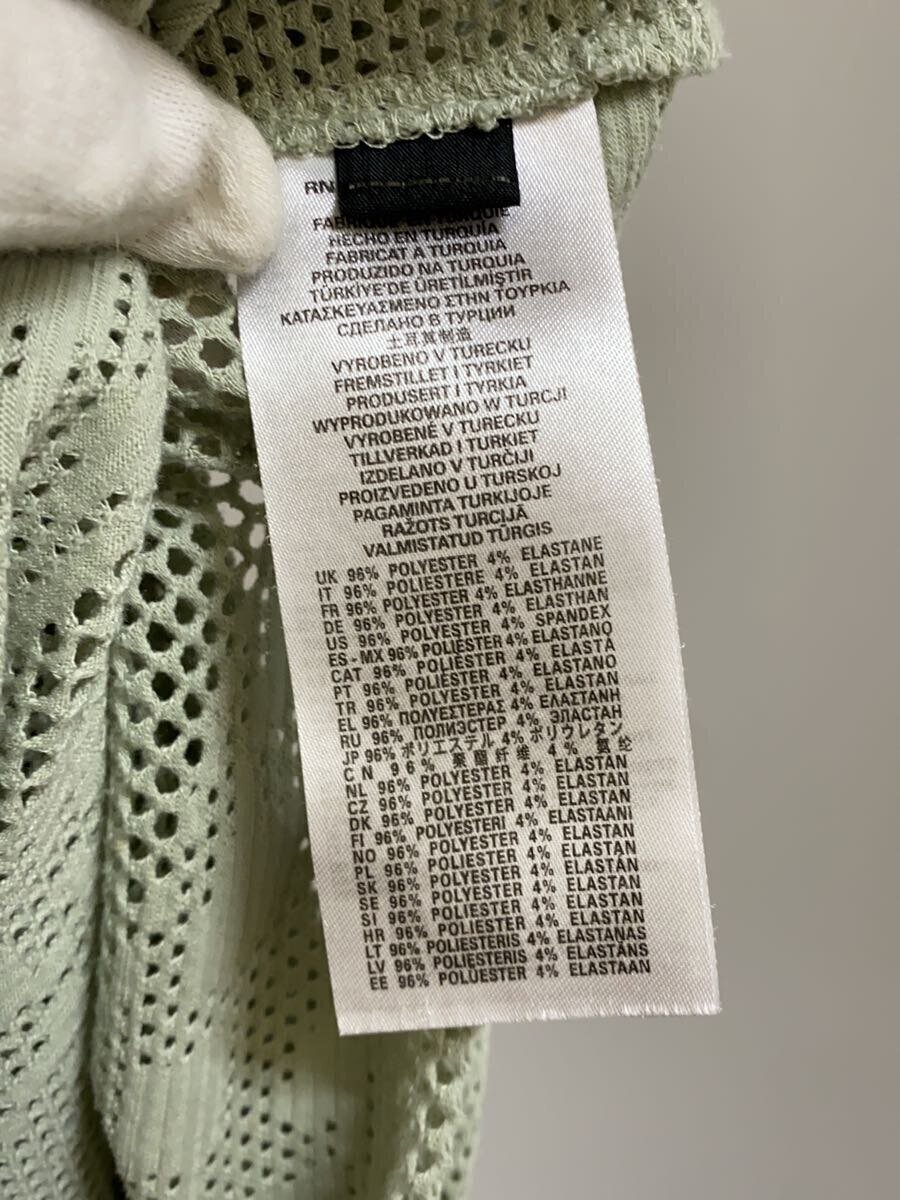 RN
FABRIQUÉ EN TURQUIE
HECHO EN TURQUÍA
FABRICAT A TURQUIA
PRODUZIDO NA TURQUIA
TÜRKİYE'DE ÜRETİLMİŞTİR
ΚΑΤΑΣΚΕΥΑΣΜΕΝΟ ΣΤΗΝ ΤΟΥΡΚΙΑ
СДЕЛАНО В ТУРЦИИ
土耳其制造
VYROBENO V TURECKU
FREMSTILLET I TYRKIET
PRODUSERT I TYRKIA
WYPRODUKOWANO W TURCJI
VYROBENÉ V TURECKU
TILLVERKAD I TURKIET
IZDELANO V TURČIJI
PROIZVEDENO U TURSKOJ
PAGAMINTA TURKIJOJE
RAŽOTS TURCIJĀ
VALMISTATUD TÜRGIS
UK 96% POLYESTER 4% ELASTANE
IT 96% POLIESTERE 4% ELASTAN
FR 96% POLYESTER 4% ELASTHANNE
DE 96% POLYESTER 4% ELASTHAN
US 96% POLYESTER 4% SPANDEX
ES-MX 96% POLIÉSTER 4% ELASTANO
CAT 96% POLIÈSTER 4% ELASTÀ
PT 96% POLIÉSTER 4% ELASTANO
TR 96% POLYESTER 4% ELASTAN
EL 96% ΠΟΛΥΕΣΤΕΡΑΣ 4% ΕΛΑΣΤΑΝΗ
RU 96% ПОЛИЭСТЕР 4% ЭЛАСТАН
JP 96% ポリエステル 4% ポリウレタン
CN 96% 聚酯纤维 4% 氨纶
NL 96% POLYESTER 4% ELASTAN
CZ 96% POLYESTER 4% ELASTAN
DK 96% POLYESTER 4% ELASTAN
FI 96% POLYESTERI 4% ELASTAANI
NO 96% POLYESTER 4% ELASTAN
PL 96% POLIESTER 4% ELASTAN
SK 96% POLYESTER 4% ELASTÁN
SE 96% POLYESTER 4% ELASTAN
SI 96% POLIESTER 4% ELASTAN
HR 96% POLIESTER 4% ELASTAN
LT 96% POLIESTERIS 4% ELASTANAS
LV 96% POLIESTERIS 4% ELASTĀNS
EE 96% POLÜESTER 4% ELASTAAN